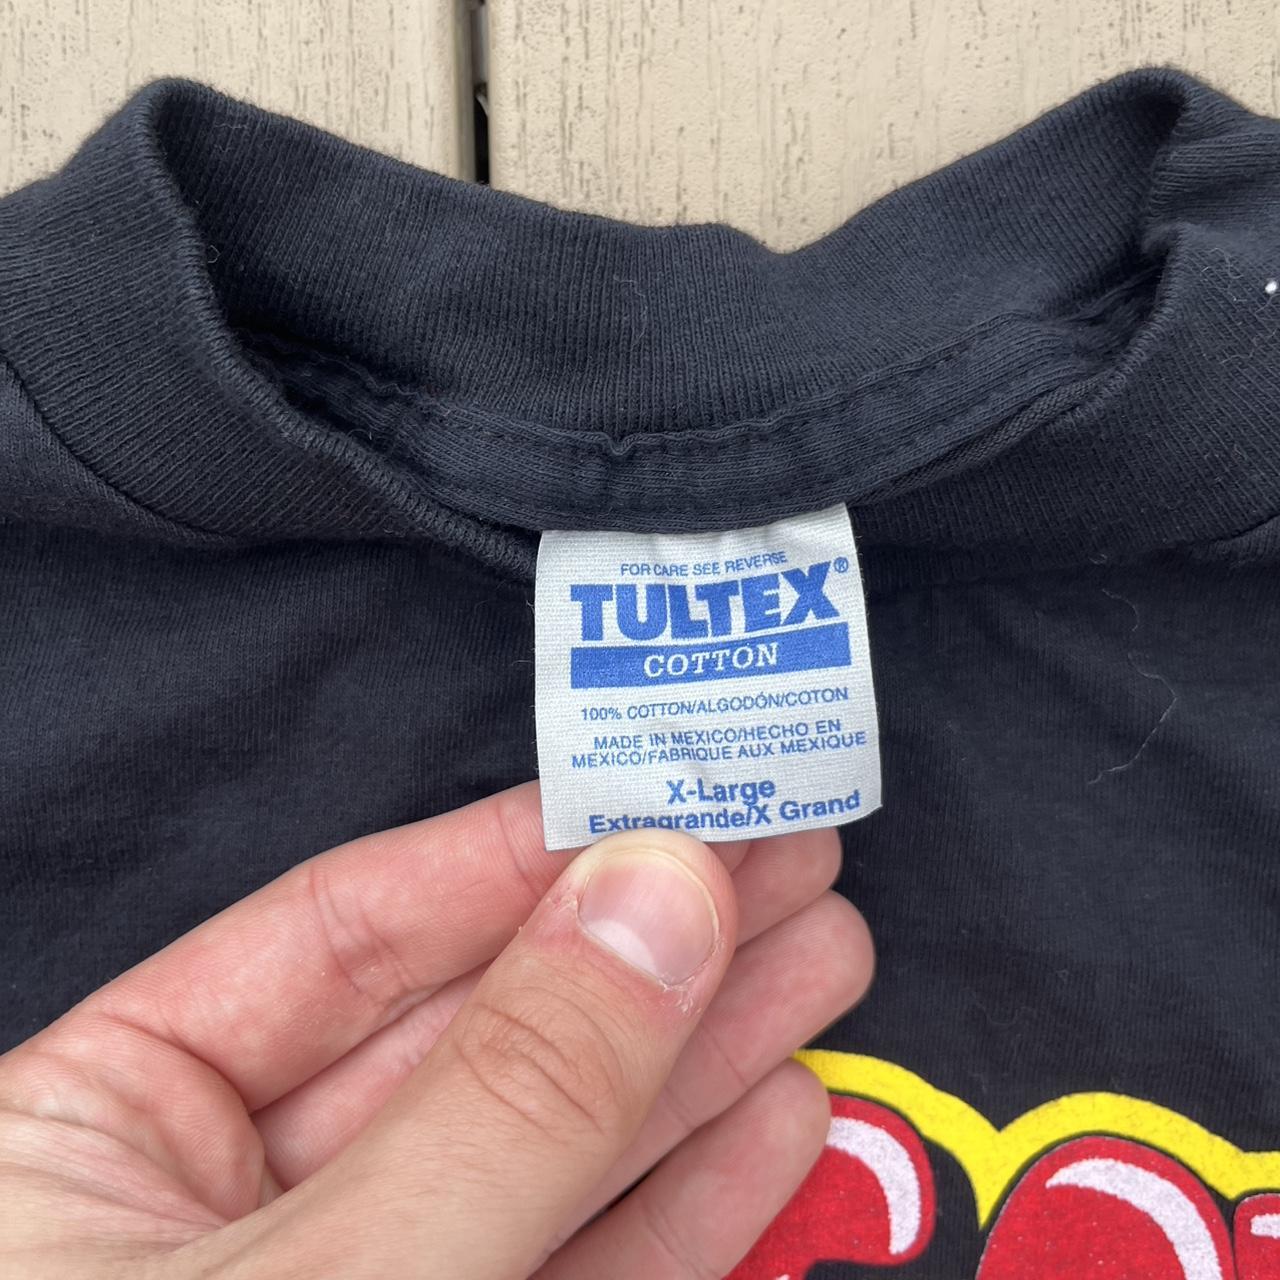 FOR CARE SEE REVERSE
TULTEX®
COTTON
100% COTTON/ALGODÓN/COTON
MADE IN MEXICO/HECHO EN
MEXICO/FABRIQUE AUX MEXIQUE
X-Large
Extragrande/X Grand